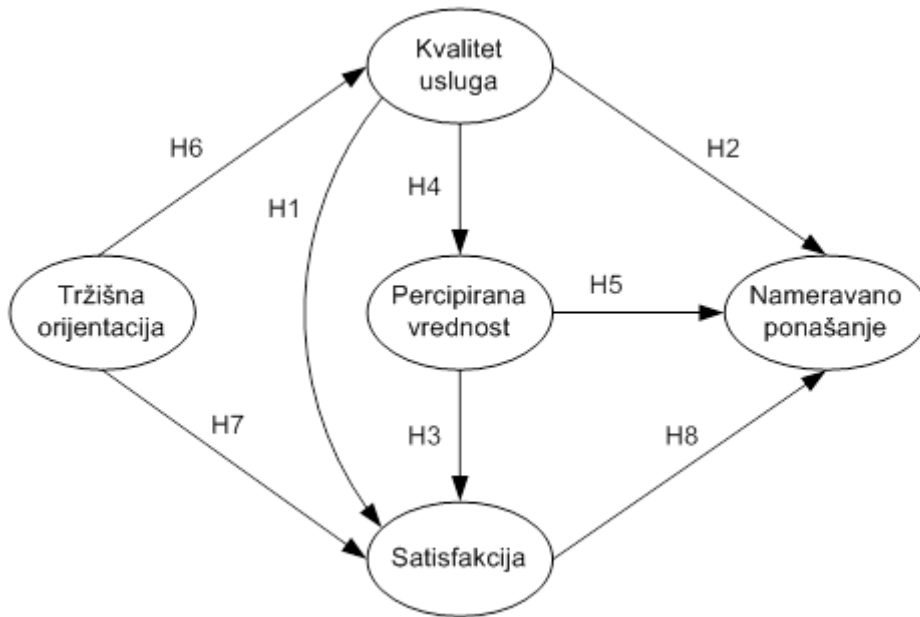 Kvalitet
usluga
H6
H2
H1
H4
Tržišna
orijentacija
Percipirana
vrednost
H5
Nameravano
ponašanje
H7
H3
H8
Satisfakcija